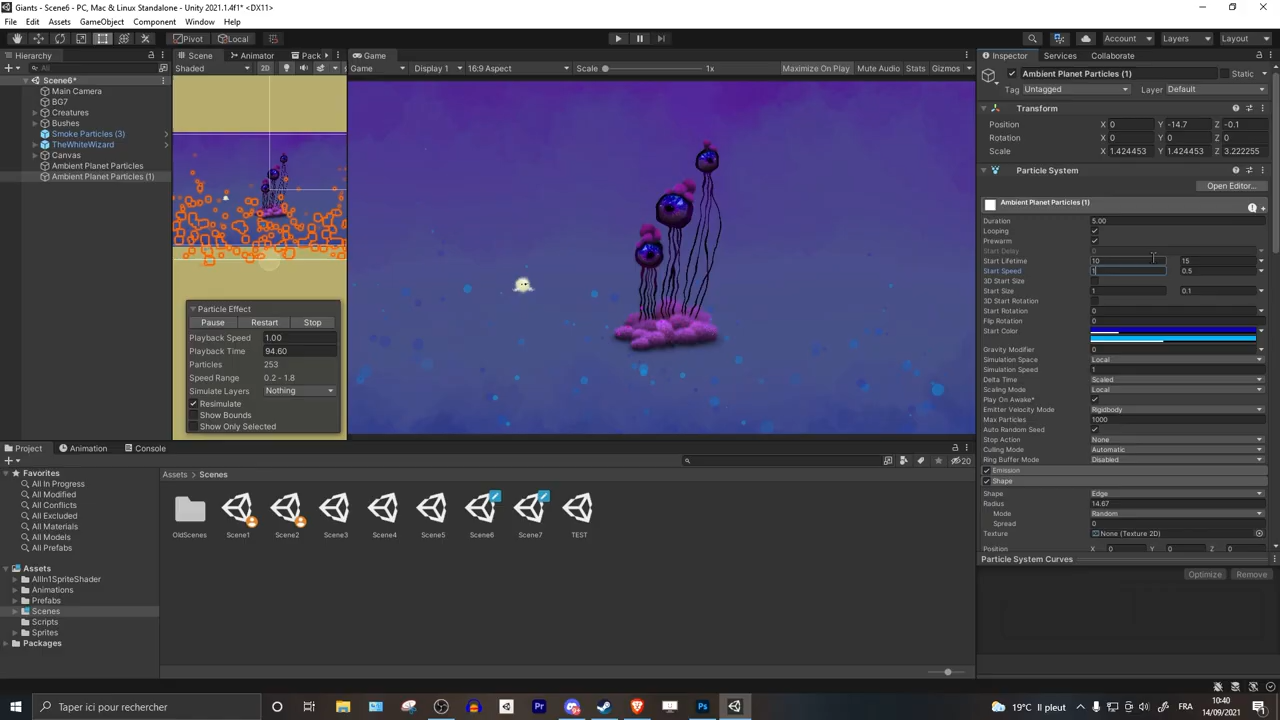 Giants - Scene6 - PC, Mac & Linux Standalone - Unity 2021.1.4f1* <DX11>
File Edit Assets GameObject Component Window Help
Pivot Local Account Layers Layout
Hierarchy
All
Scene6*
Main Camera
BG7
Creatures
Bushes
Smoke Particles (3)
TheWhiteWizard
Canvas
Ambient Planet Particles
Ambient Planet Particles (1)
Scene Animator Pack
Shaded 2D
Particle Effect
Pause Restart Stop
Playback Speed 1.00
Playback Time 94.60
Particles 253
Speed Range 0.2 - 1.8
Simulate Layers Nothing
Resimulate
Show Bounds
Show Only Selected
Game
Game Display 1 16:9 Aspect Scale 1x Maximize On Play Mute Audio Stats Gizmos
Inspector Services Collaborate
Ambient Planet Particles (1) Static
Tag Untagged Layer Default
Transform
Position X 0 Y -14.7 Z -0.1
Rotation X 0 Y 0 Z 0
Scale X 1.424453 Y 1.424453 Z 3.222255
Particle System
Open Editor...
Ambient Planet Particles (1)
Duration 5.00
Looping
Prewarm
Start Delay 0
Start Lifetime 10 15
Start Speed 1 0.5
3D Start Size
Start Size 1 0.1
3D Start Rotation
Start Rotation 0
Flip Rotation 0
Start Color
Gravity Modifier 0
Simulation Space Local
Simulation Speed 1
Delta Time Scaled
Scaling Mode Local
Play On Awake*
Emitter Velocity Mode Rigidbody
Max Particles 1000
Auto Random Seed
Stop Action None
Culling Mode Automatic
Ring Buffer Mode Disabled
Emission
Shape
Shape Edge
Radius 14.67
Mode Random
Spread 0
Texture None (Texture 2D)
Position X 0 Y 0 Z 0
Particle System Curves
Optimize Remove
Project Animation Console
20
Favorites
All In Progress
All Modified
All Conflicts
All Excluded
All Materials
All Models
All Prefabs
Assets
AllIn1SpriteShader
Animations
Prefabs
Scenes
Scripts
Sprites
Packages
Assets Scenes
OldScenes Scene1 Scene2 Scene3 Scene4 Scene5 Scene6 Scene7 TEST
Taper ici pour rechercher
Pr
Ps
19°C Il pleut
FRA
10:40
14/09/2021